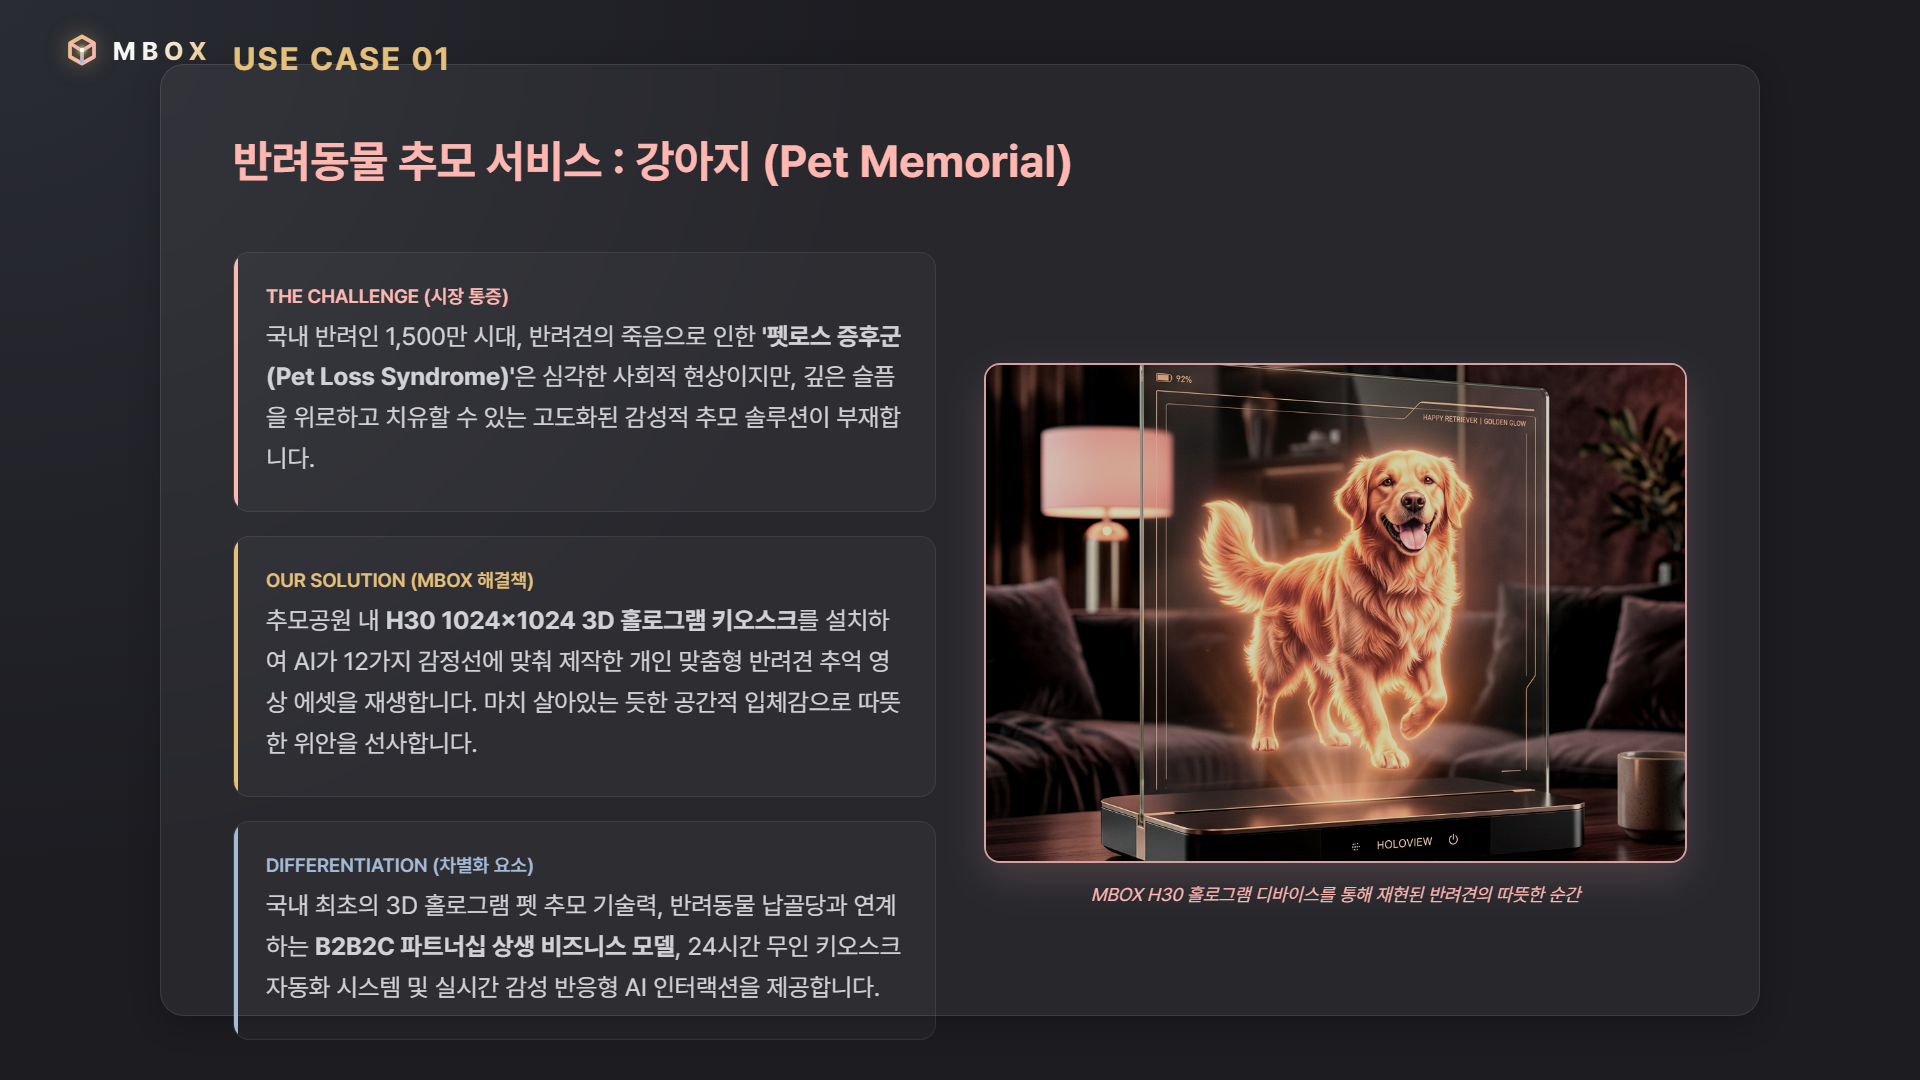 MBOX
USE CASE 01
반려동물 추모 서비스 : 강아지 (Pet Memorial)
THE CHALLENGE (시장 통증)
국내 반려인 1,500만 시대, 반려견의 죽음으로 인한 '펫로스 증후군
(Pet Loss Syndrome)'은 심각한 사회적 현상이지만, 깊은 슬픔
을 위로하고 치유할 수 있는 고도화된 감성적 추모 솔루션이 부재합
니다.
OUR SOLUTION (MBOX 해결책)
추모공원 내 H30 1024×1024 3D 홀로그램 키오스크를 설치하
여 AI가 12가지 감정선에 맞춰 제작한 개인 맞춤형 반려견 추억 영
상 에셋을 재생합니다. 마치 살아있는 듯한 공간적 입체감으로 따뜻
한 위안을 선사합니다.
DIFFERENTIATION (차별화 요소)
국내 최초의 3D 홀로그램 펫 추모 기술력, 반려동물 납골당과 연계
하는 B2B2C 파트너십 상생 비즈니스 모델, 24시간 무인 키오스크
자동화 시스템 및 실시간 감성 반응형 AI 인터랙션을 제공합니다.
92%
HAPPY RETRIEVER | GOLDEN GLOW
HOLOVIEW
MBOX H30 홀로그램 디바이스를 통해 재현된 반려견의 따뜻한 순간